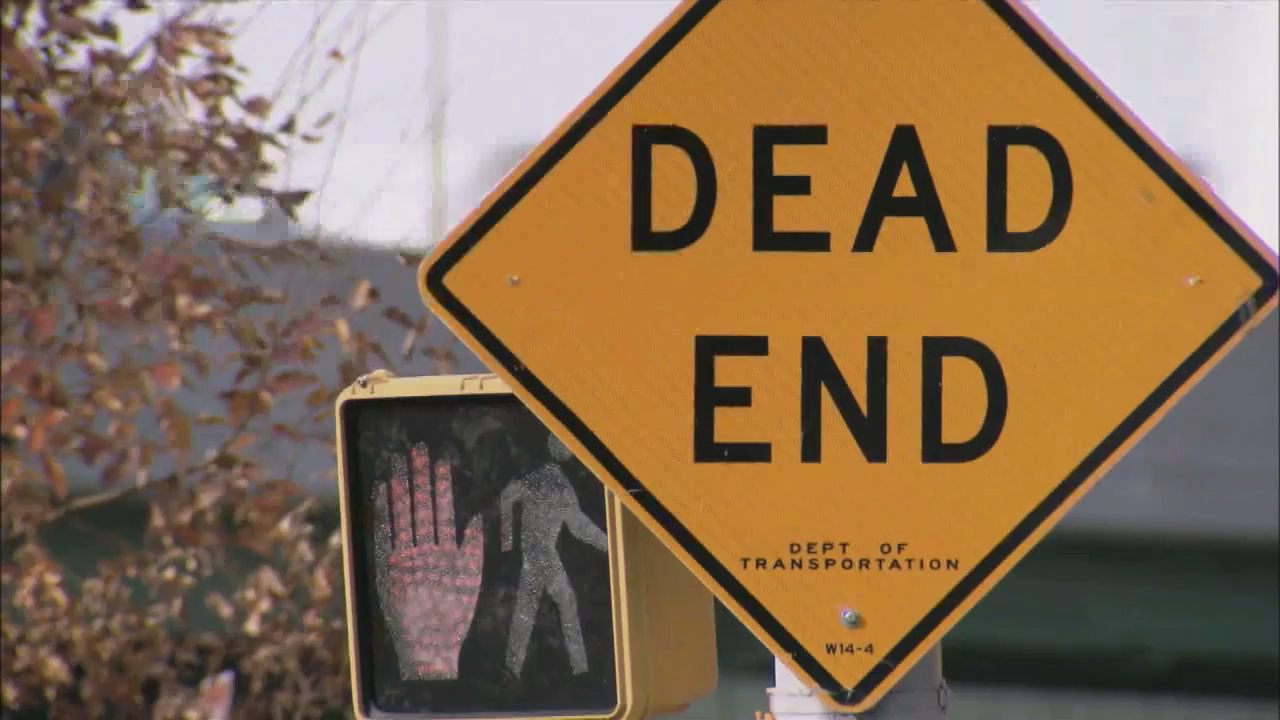 DEAD
END
DEPT OF
TRANSPORTATION
W14-4